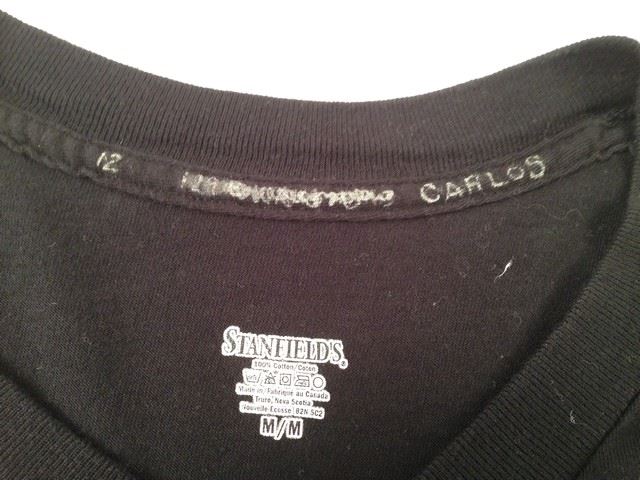 12 CARLOS
STANFIELD'S®
100% Cotton/Coton
Made in/Fabriqué au Canada
Truro, Nova Scotia
Nouvelle-Écosse B2N 5C2
M/M